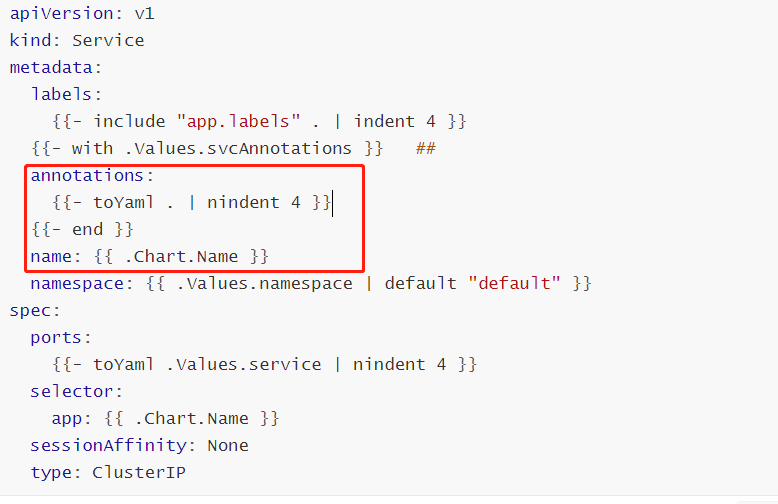 apiVersion: v1
kind: Service
metadata:
  labels:
    {{- include "app.labels" . | indent 4 }}
  {{- with .Values.svcAnnotations }}   ##
  annotations:
    {{- toYaml . | nindent 4 }}
  {{- end }}
  name: {{ .Chart.Name }}
  namespace: {{ .Values.namespace | default "default" }}
spec:
  ports:
    {{- toYaml .Values.service | nindent 4 }}
  selector:
    app: {{ .Chart.Name }}
  sessionAffinity: None
  type: ClusterIP